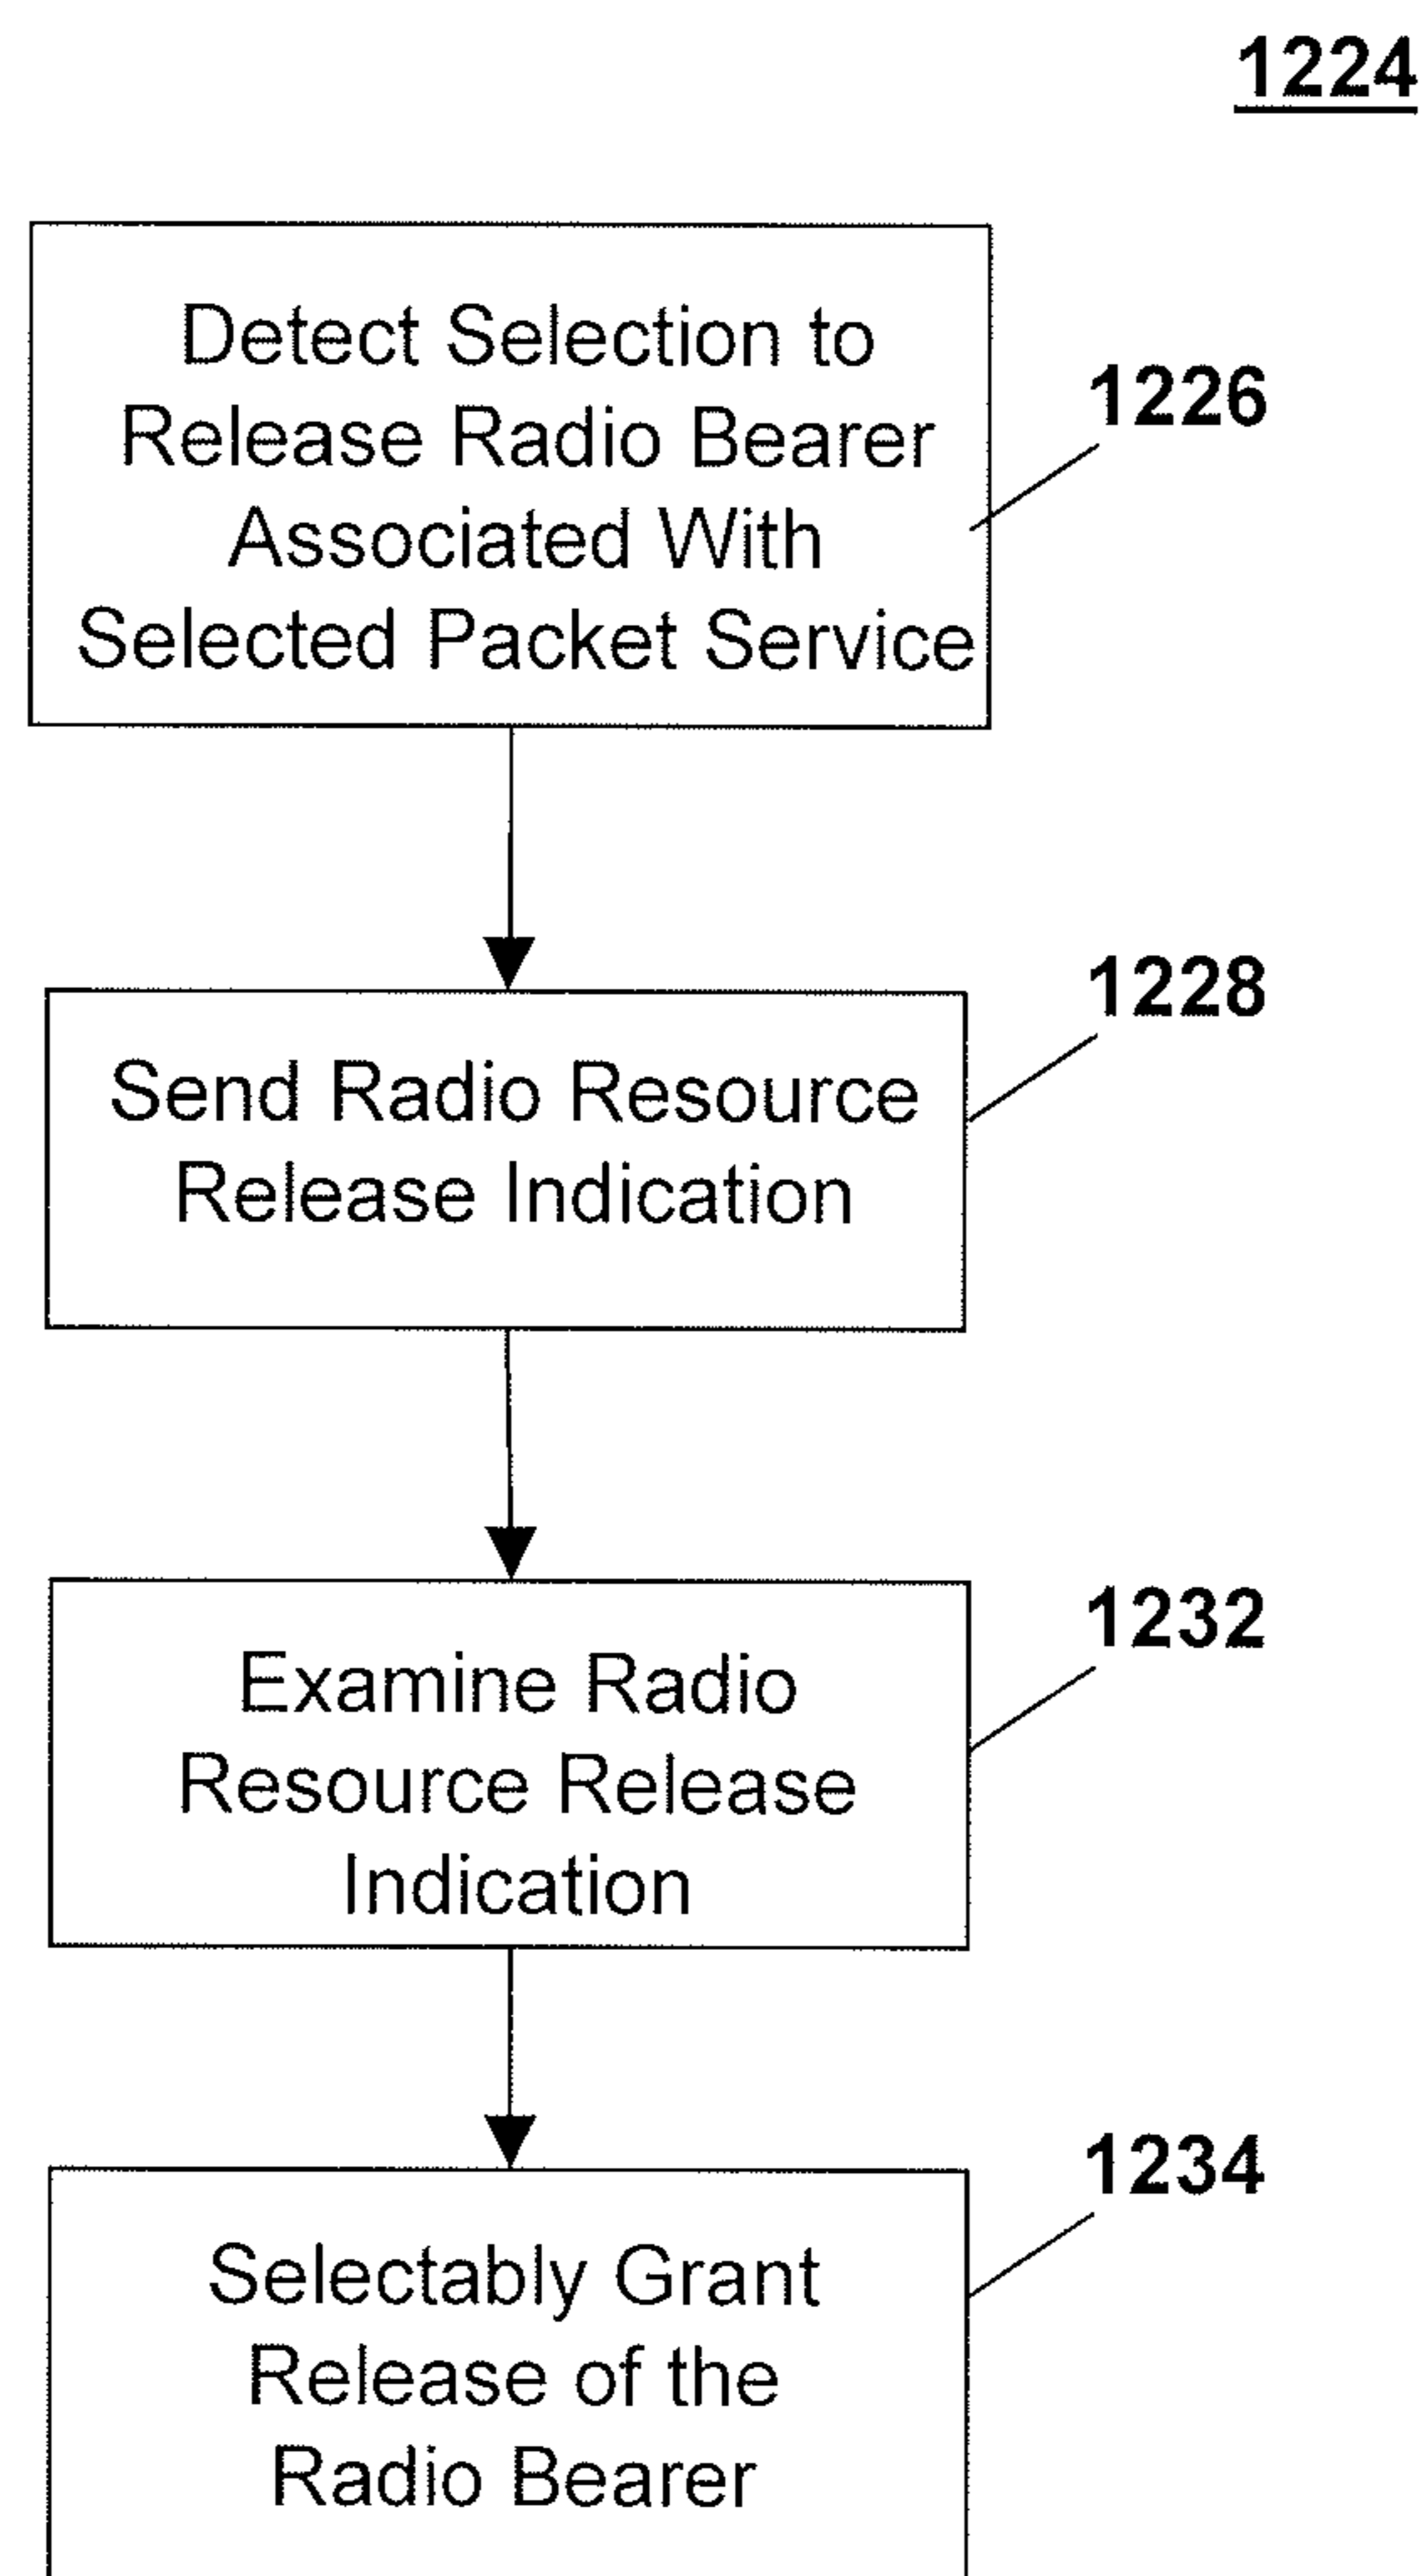 1224
Detect Selection to
Release Radio Bearer
Associated With
Selected Packet Service
1226
Send Radio Resource
Release Indication
1228
Examine Radio
Resource Release
Indication
1232
Selectably Grant
Release of the
Radio Bearer
1234